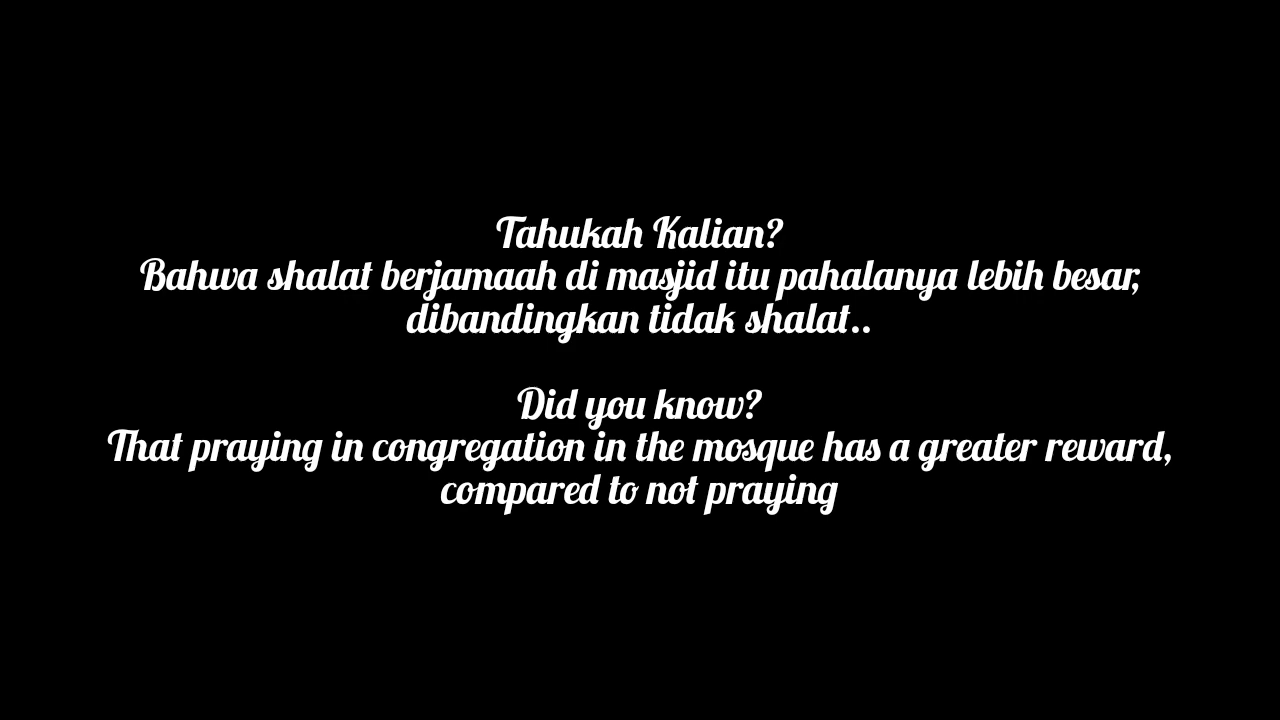 Tahukah Kalian?
Bahwa shalat berjamaah di masjid itu pahalanya lebih besar,
dibandingkan tidak shalat..
Did you know?
That praying in congregation in the mosque has a greater reward,
compared to not praying